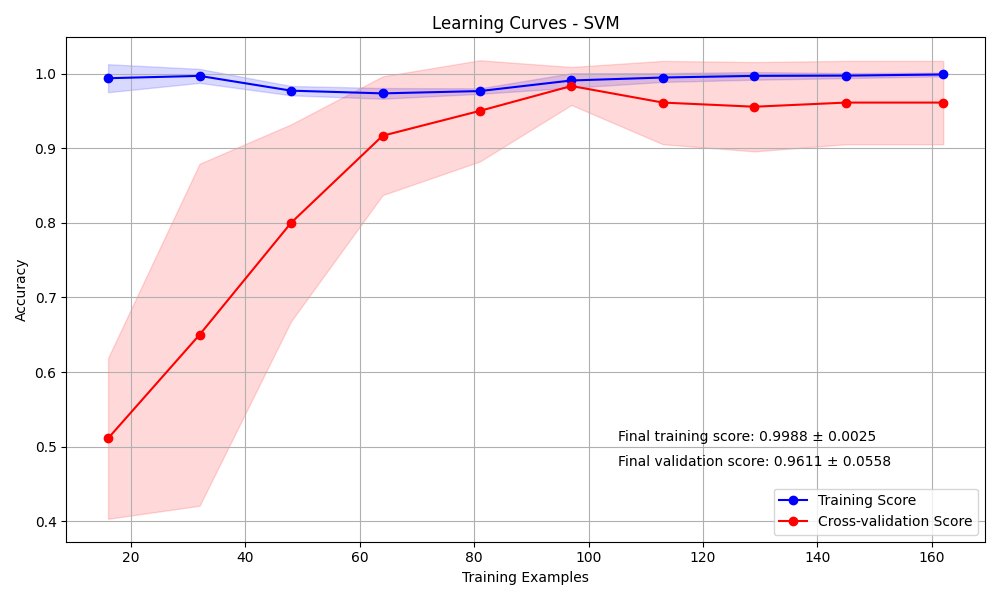 Learning Curves - SVM
Accuracy
1.0
0.9
0.8
0.7
0.6
0.5
0.4
Final training score: 0.9988 ± 0.0025
Final validation score: 0.9611 ± 0.0558
Training Score
Cross-validation Score
20 40 60 80 100 120 140 160
Training Examples